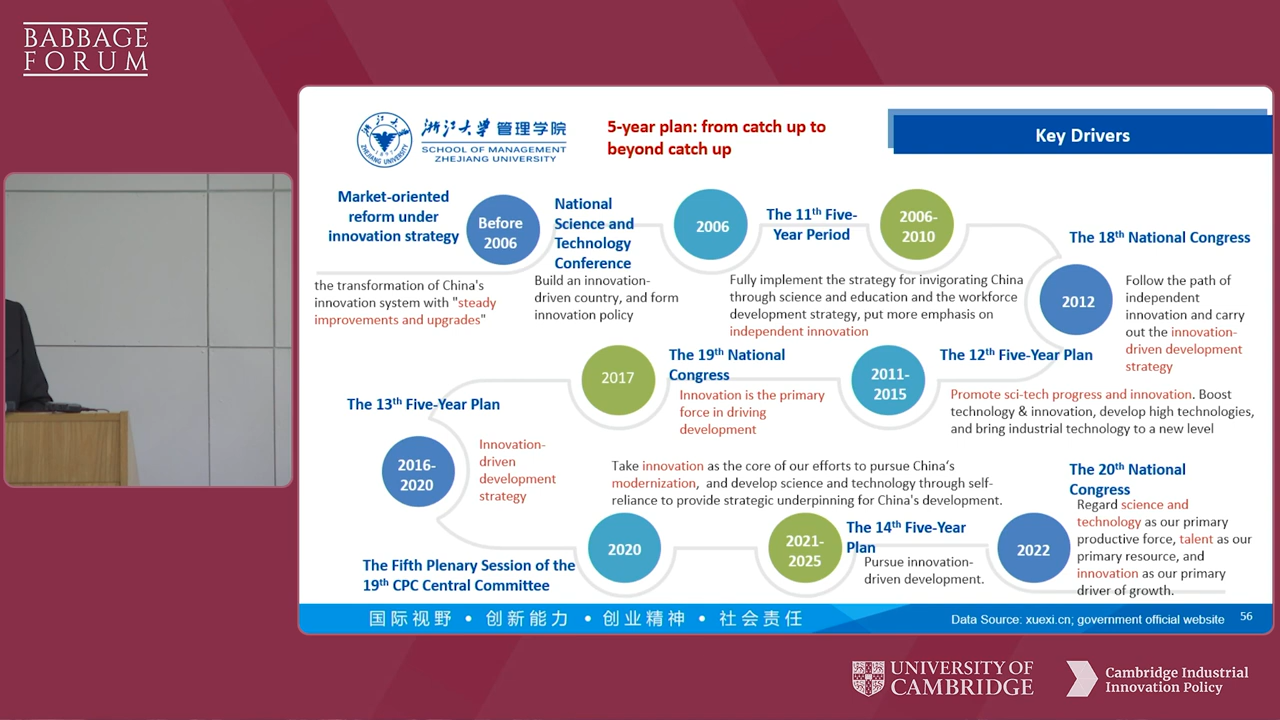 BABBAGE
FORUM
浙江大学 管理学院
SCHOOL OF MANAGEMENT
ZHEJIANG UNIVERSITY
5-year plan: from catch up to
beyond catch up
Key Drivers
Market-oriented
reform under
innovation strategy
Before
2006
the transformation of China's
innovation system with "steady
improvements and upgrades"
National
Science and
Technology
Conference
Build an innovation-
driven country, and form
innovation policy
2006
The 11th Five-
Year Period
Fully implement the strategy for invigorating China
through science and education and the workforce
development strategy, put more emphasis on
independent innovation
2006-
2010
The 18th National Congress
2012
Follow the path of
independent
innovation and carry
out the innovation-
driven development
strategy
The 12th Five-Year Plan
2011-
2015
Promote sci-tech progress and innovation. Boost
technology & innovation, develop high technologies,
and bring industrial technology to a new level
The 19th National
Congress
2017
Innovation is the primary
force in driving
development
The 13th Five-Year Plan
2016-
2020
Innovation-
driven
development
strategy
Take innovation as the core of our efforts to pursue China's
modernization, and develop science and technology through self-
reliance to provide strategic underpinning for China's development.
The Fifth Plenary Session of the
19th CPC Central Committee
2020
2021-
2025
The 14th Five-Year
Plan
Pursue innovation-
driven development.
2022
The 20th National
Congress
Regard science and
technology as our primary
productive force, talent as our
primary resource, and
innovation as our primary
driver of growth.
国际视野 • 创新能力 • 创业精神 • 社会责任
Data Source: xuexi.cn; government official website 56
UNIVERSITY OF
CAMBRIDGE
Cambridge Industrial
Innovation Policy